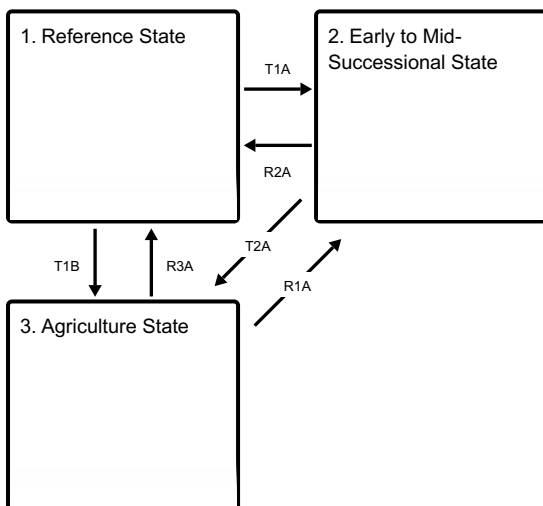 1. Reference State
2. Early to Mid-
Successional State
T1A
R2A
T2A
T1B
R3A
R1A
3. Agriculture State